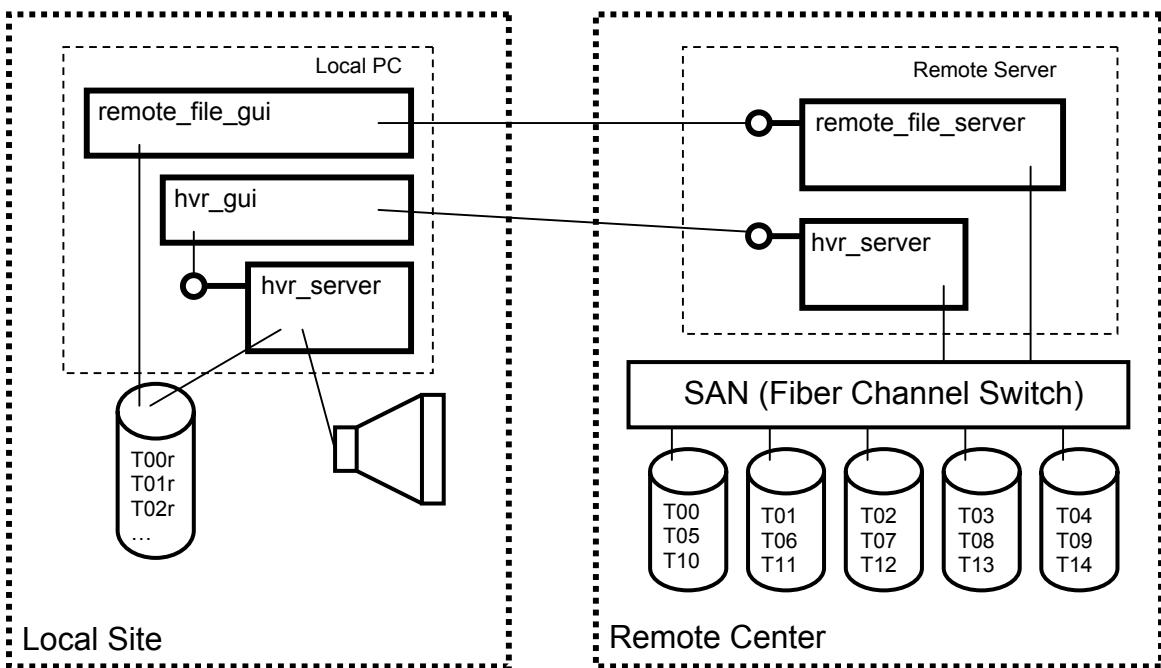 Local PC
remote_file_gui
hvr_gui
hvr_server
T00r
T01r
T02r
...
Local Site
Remote Server
remote_file_server
hvr_server
SAN (Fiber Channel Switch)
T00
T05
T10
T01
T06
T11
T02
T07
T12
T03
T08
T13
T04
T09
T14
Remote Center